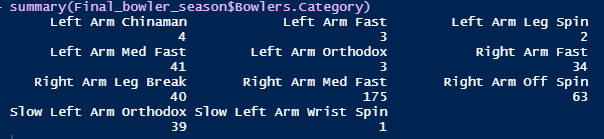 summary(Final_bowler_season$Bowlers.Category)
Left Arm Chinaman Left Arm Fast Left Arm Leg Spin
4 3 2
Left Arm Med Fast Left Arm Orthodox Right Arm Fast
41 3 34
Right Arm Leg Break Right Arm Med Fast Right Arm Off Spin
40 175 63
Slow Left Arm Orthodox Slow Left Arm Wrist Spin
39 1